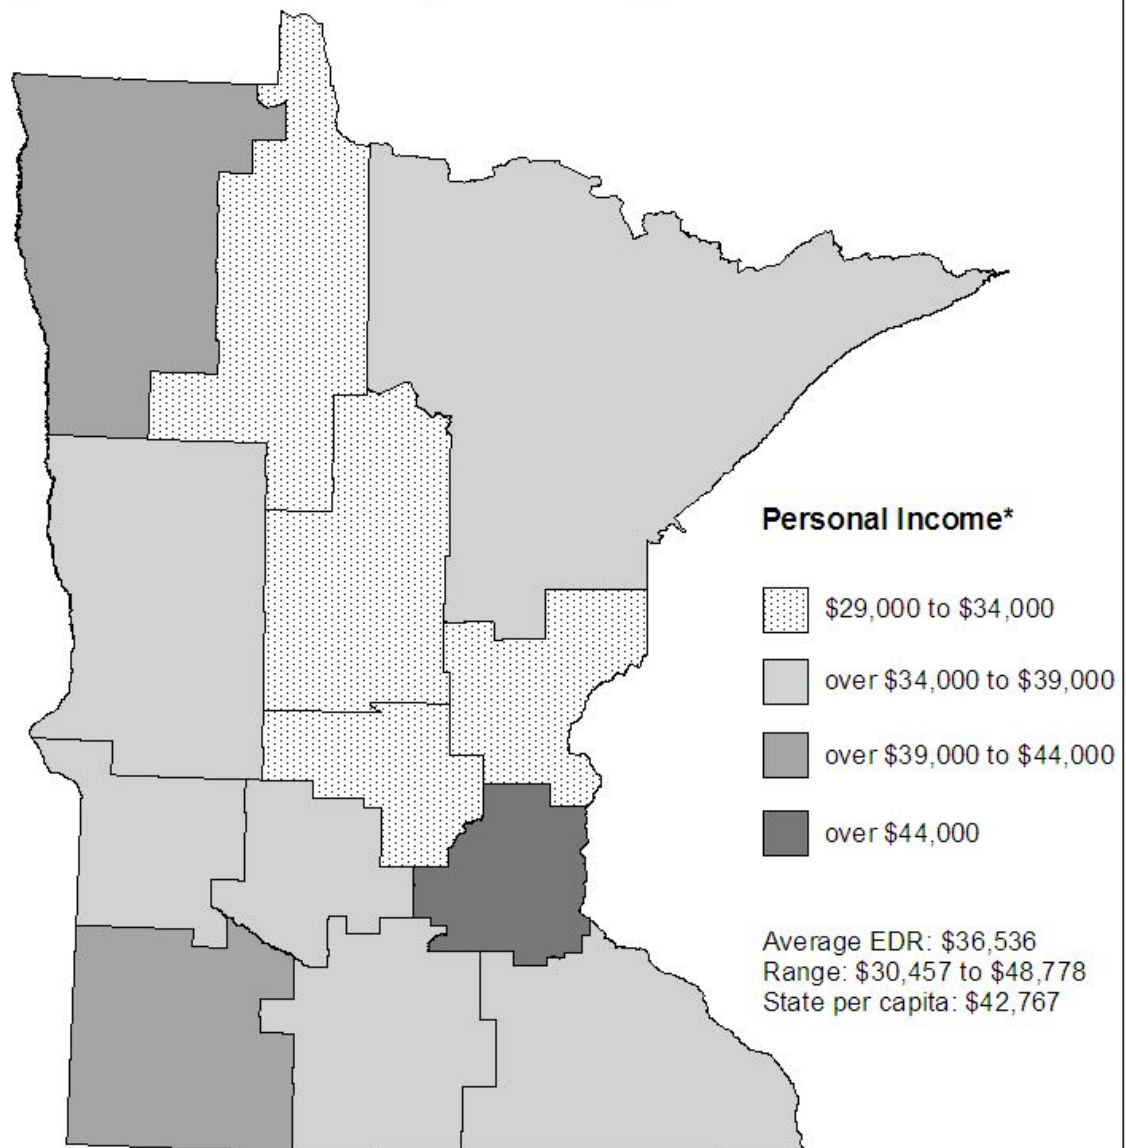 Personal Income*
$29,000 to $34,000
over $34,000 to $39,000
over $39,000 to $44,000
over $44,000
Average EDR: $36,536
Range: $30,457 to $48,778
State per capita: $42,767